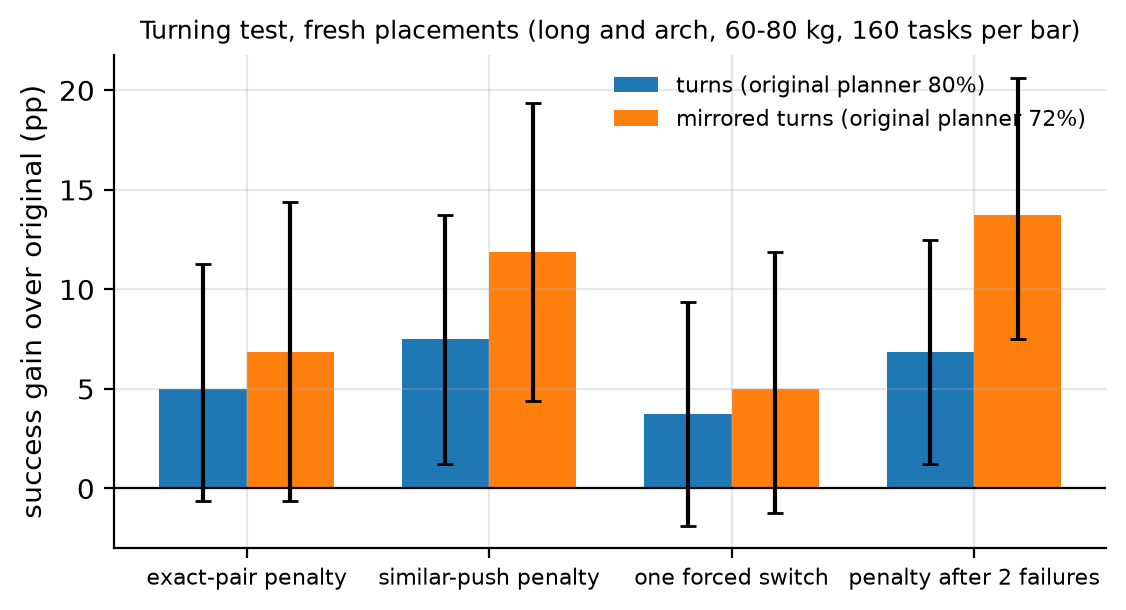 Turning test, fresh placements (long and arch, 60-80 kg, 160 tasks per bar)
turns (original planner 80%)
mirrored turns (original planner 72%)
success gain over original (pp)
20
15
10
5
0
exact-pair penalty
similar-push penalty
one forced switch
penalty after 2 failures